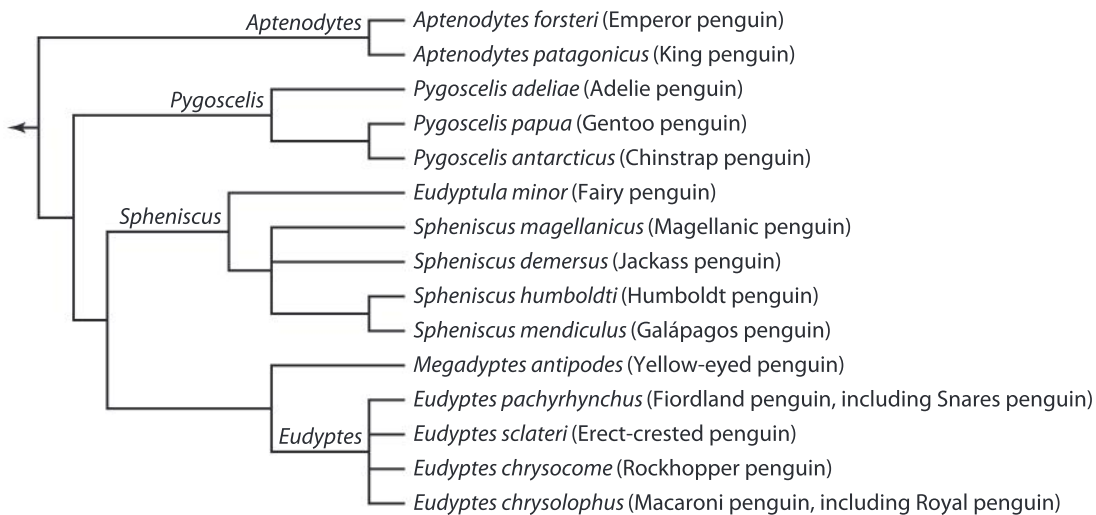 Aptenodytes
Aptenodytes forsteri (Emperor penguin)
Aptenodytes patagonicus (King penguin)
Pygoscelis
Pygoscelis adeliae (Adelie penguin)
Pygoscelis papua (Gentoo penguin)
Pygoscelis antarcticus (Chinstrap penguin)
Eudyptula minor (Fairy penguin)
Spheniscus
Spheniscus magellanicus (Magellanic penguin)
Spheniscus demersus (Jackass penguin)
Spheniscus humboldti (Humboldt penguin)
Spheniscus mendiculus (Galápagos penguin)
Megadyptes antipodes (Yellow-eyed penguin)
Eudyptes pachyrhynchus (Fiordland penguin, including Snares penguin)
Eudyptes
Eudyptes sclateri (Erect-crested penguin)
Eudyptes chrysocome (Rockhopper penguin)
Eudyptes chrysolophus (Macaroni penguin, including Royal penguin)